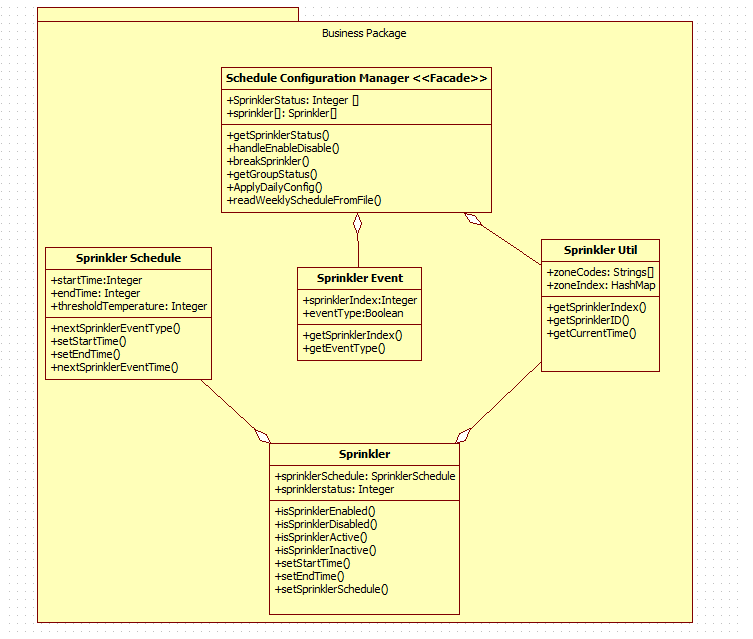 Business Package
Schedule Configuration Manager <<Facade>>
+SprinklerStatus: Integer []
+sprinkler[]: Sprinkler[]
+getSprinklerStatus()
+handleEnableDisable()
+breakSprinkler()
+getGroupStatus()
+ApplyDailyConfig()
+readWeeklyScheduleFromFile()
Sprinkler Schedule
+startTime:Integer
+endTime: Integer
+thresholdTemperature: Integer
+nextSprinklerEventType()
+setStartTime()
+setEndTime()
+nextSprinklerEventTime()
Sprinkler Event
+sprinklerIndex:Integer
+eventType:Boolean
+getSprinklerIndex()
+getEventType()
Sprinkler Util
+zoneCodes: Strings[]
+zoneIndex: HashMap
+getSprinklerIndex()
+getSprinklerID()
+getCurrentTime()
Sprinkler
+sprinklerSchedule: SprinklerSchedule
+sprinklerstatus: Integer
+isSprinklerEnabled()
+isSprinklerDisabled()
+isSprinklerActive()
+isSprinklerInactive()
+setStartTime()
+setEndTime()
+setSprinklerSchedule()